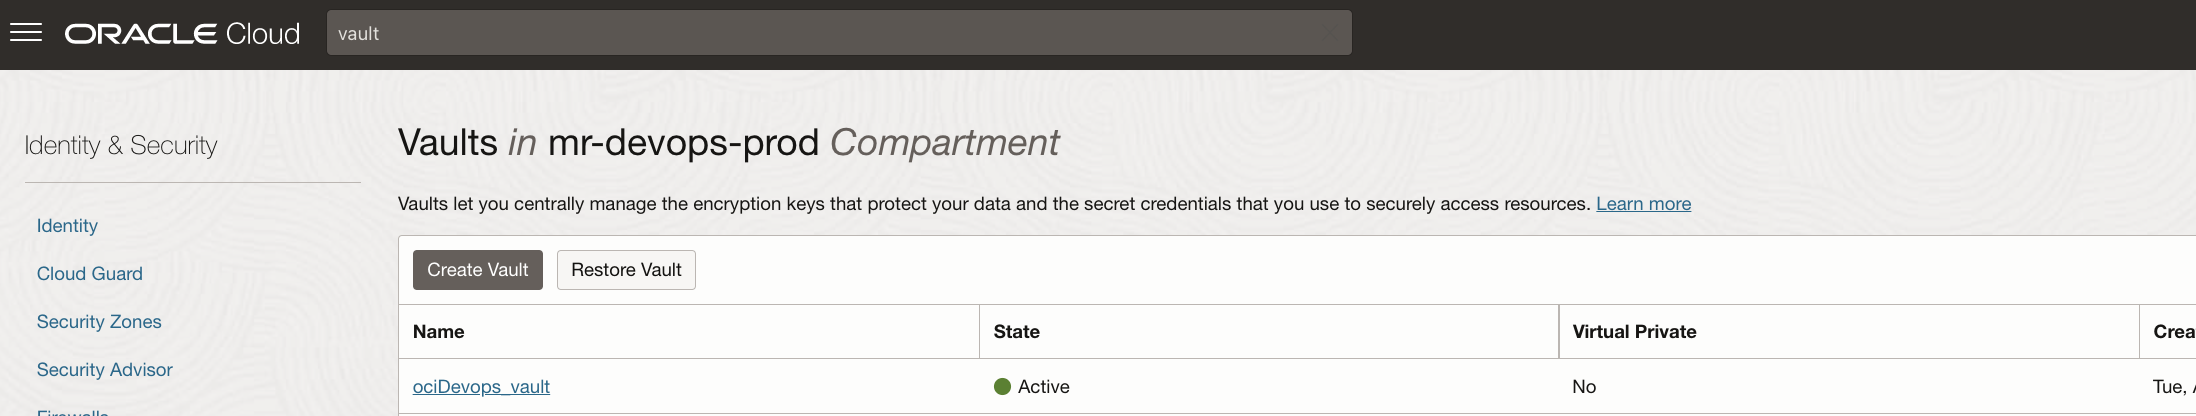 ORACLE Cloud
vault
Identity & Security
Identity
Cloud Guard
Security Zones
Security Advisor
Firewalls
Vaults in mr-devops-prod Compartment
Vaults let you centrally manage the encryption keys that protect your data and the secret credentials that you use to securely access resources. Learn more
Create Vault Restore Vault
Name State Virtual Private
ociDevops_vault Active No Tue,